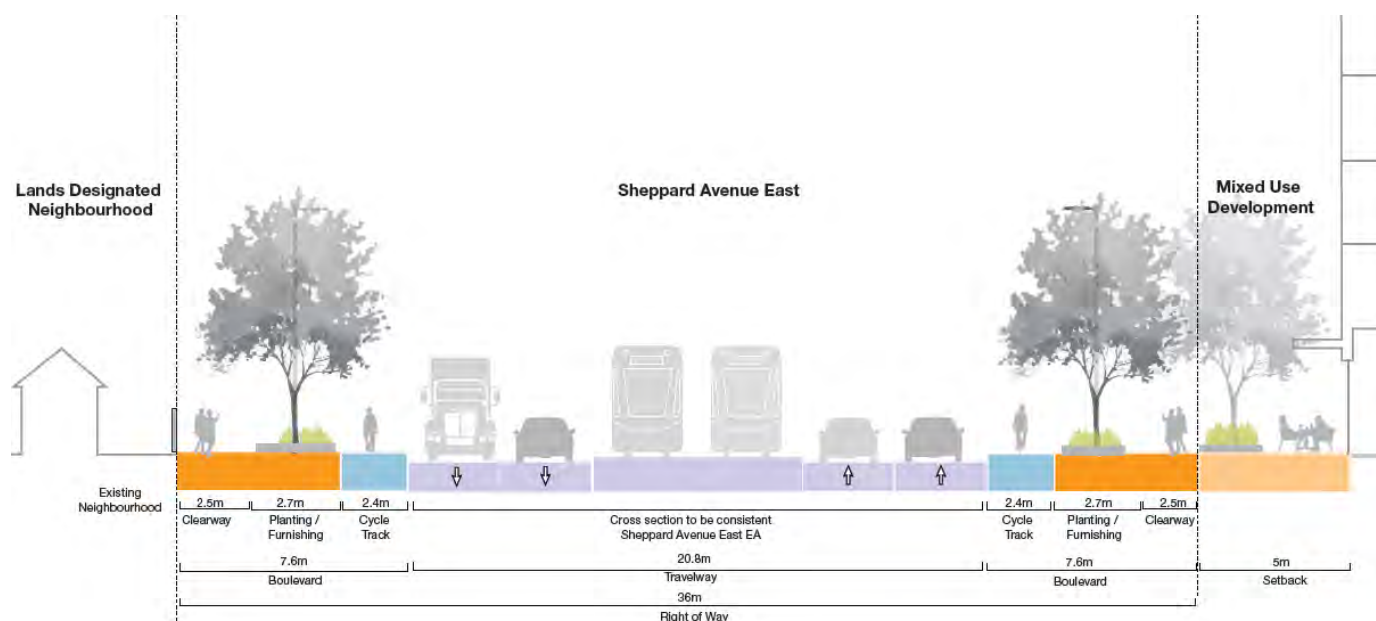 Lands Designated
Neighbourhood
Sheppard Avenue East
Mixed Use
Development
Existing
Neighbourhood
2.5m
Clearway
2.7m
Planting /
Furnishing
2.4m
Cycle
Track
Cross section to be consistent
Sheppard Avenue East EA
2.4m
Cycle
Track
2.7m
Planting /
Furnishing
2.5m
Clearway
7.6m
Boulevard
20.8m
Travelway
7.6m
Boulevard
5m
Setback
36m
Right of Way